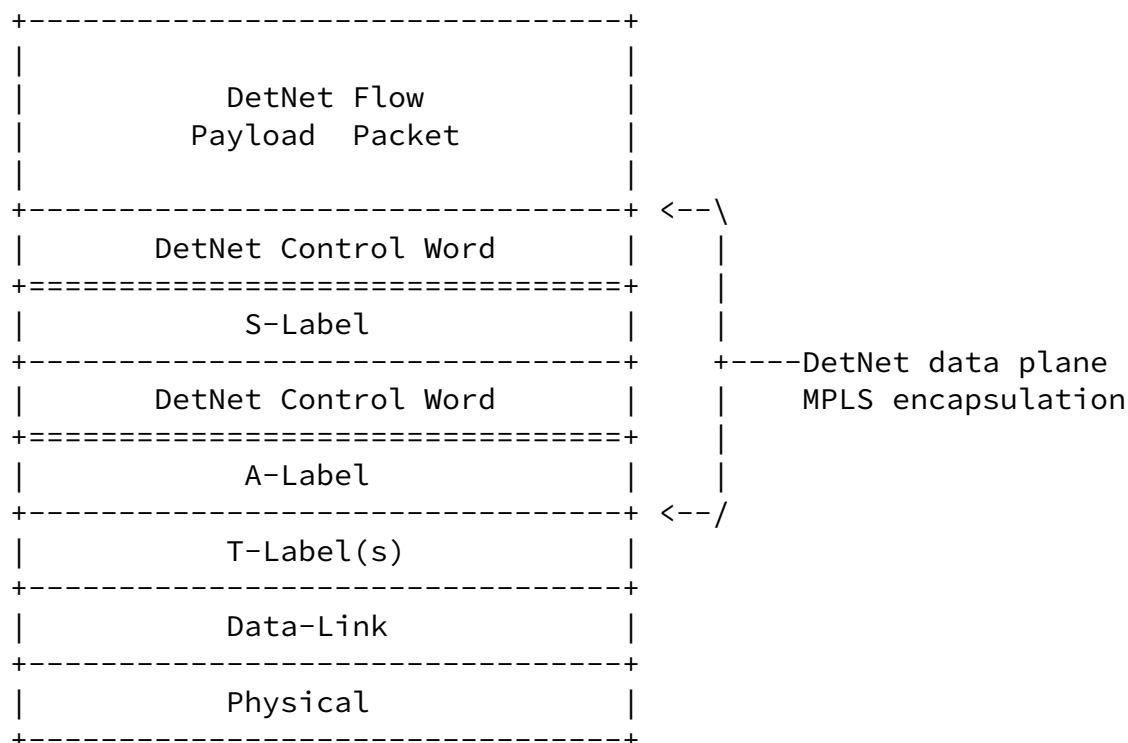 DetNet Flow
Payload Packet
DetNet Control Word
S-Label
DetNet Control Word
A-Label
T-Label(s)
Data-Link
Physical
DetNet data plane
MPLS encapsulation